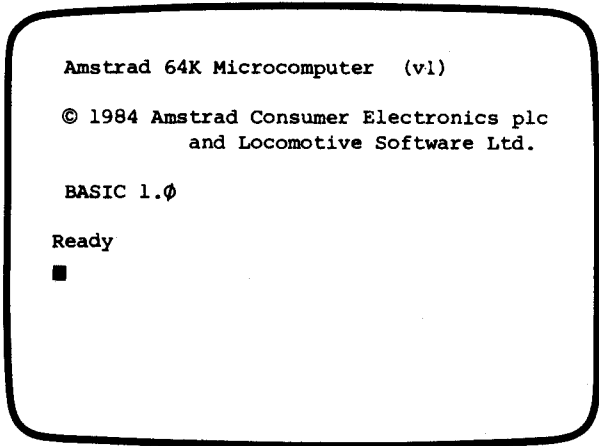 Amstrad 64K Microcomputer (v1)
© 1984 Amstrad Consumer Electronics plc
and Locomotive Software Ltd.
BASIC 1.0
Ready